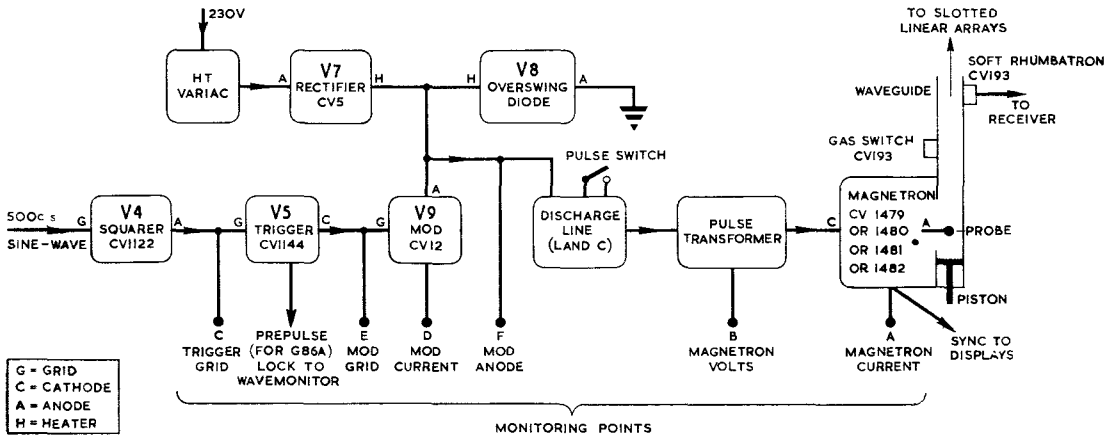 230V
HT
VARIAC
A
V7
RECTIFIER
CV5
H
H
V8
OVERSWING
DIODE
A
TO SLOTTED
LINEAR ARRAYS
SOFT RHUMBATRON
CV193
WAVEGUIDE
TO
RECEIVER
GAS SWITCH
CV193
PULSE SWITCH
500c s
SINE-WAVE
G
V4
SQUARER
CV1122
A
G
V5
TRIGGER
CV1144
C
G
A
V9
MOD
CV12
DISCHARGE
LINE
(LAND C)
PULSE
TRANSFORMER
C
MAGNETRON
CV 1479
OR 1480
OR 1481
OR 1482
A
PROBE
PISTON
C
TRIGGER
GRID
PREPULSE
(FOR G86A)
LOCK TO
WAVEMONITOR
E
MOD
GRID
D
MOD
CURRENT
F
MOD
ANODE
B
MAGNETRON
VOLTS
A
MAGNETRON
CURRENT
SYNC TO
DISPLAYS
G = GRID
C = CATHODE
A = ANODE
H = HEATER
MONITORING POINTS